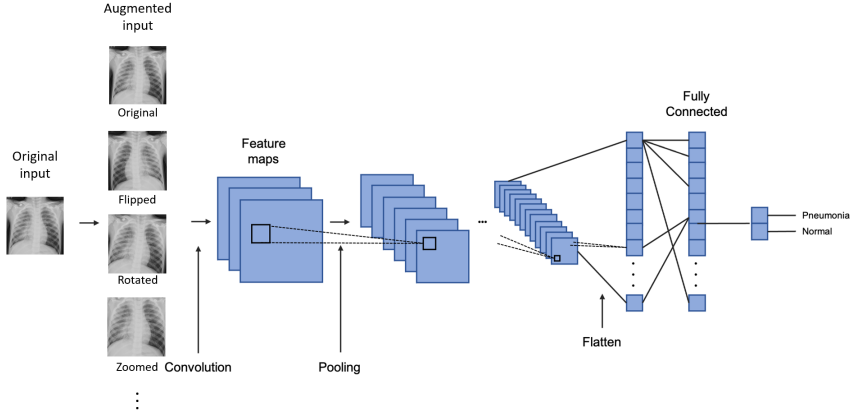 Augmented
input
Original
Flipped
Rotated
Zoomed
Original
input
Feature
maps
Convolution
Pooling
...
Flatten
Fully
Connected
Pneumonia
Normal